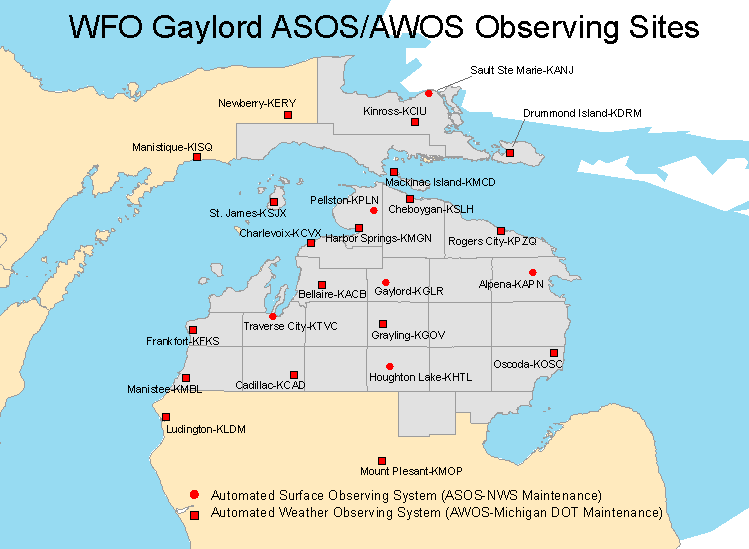 WFO Gaylord ASOS/AWOS Observing Sites
Sault Ste Marie-KANJ
Newberry-KERY
Kinross-KCIU
Drummond Island-KDRM
Manistique-KISQ
Mackinac Island-KMCD
Pellston-KPLN
St. James-KSJX
Cheboygan-KSLH
Charlevoix-KCVX
Harbor Springs-KMGN
Rogers City-KPZQ
Bellaire-KACB
Gaylord-KGLR
Alpena-KAPN
Traverse City-KTVC
Frankfort-KFKS
Grayling-KGOV
Oscoda-KOSC
Manistee-KMBL
Cadillac-KCAD
Houghton Lake-KHTL
Ludington-KLDM
Mount Plesant-KMOP
Automated Surface Observing System (ASOS-NWS Maintenance)
Automated Weather Observing System (AWOS-Michigan DOT Maintenance)